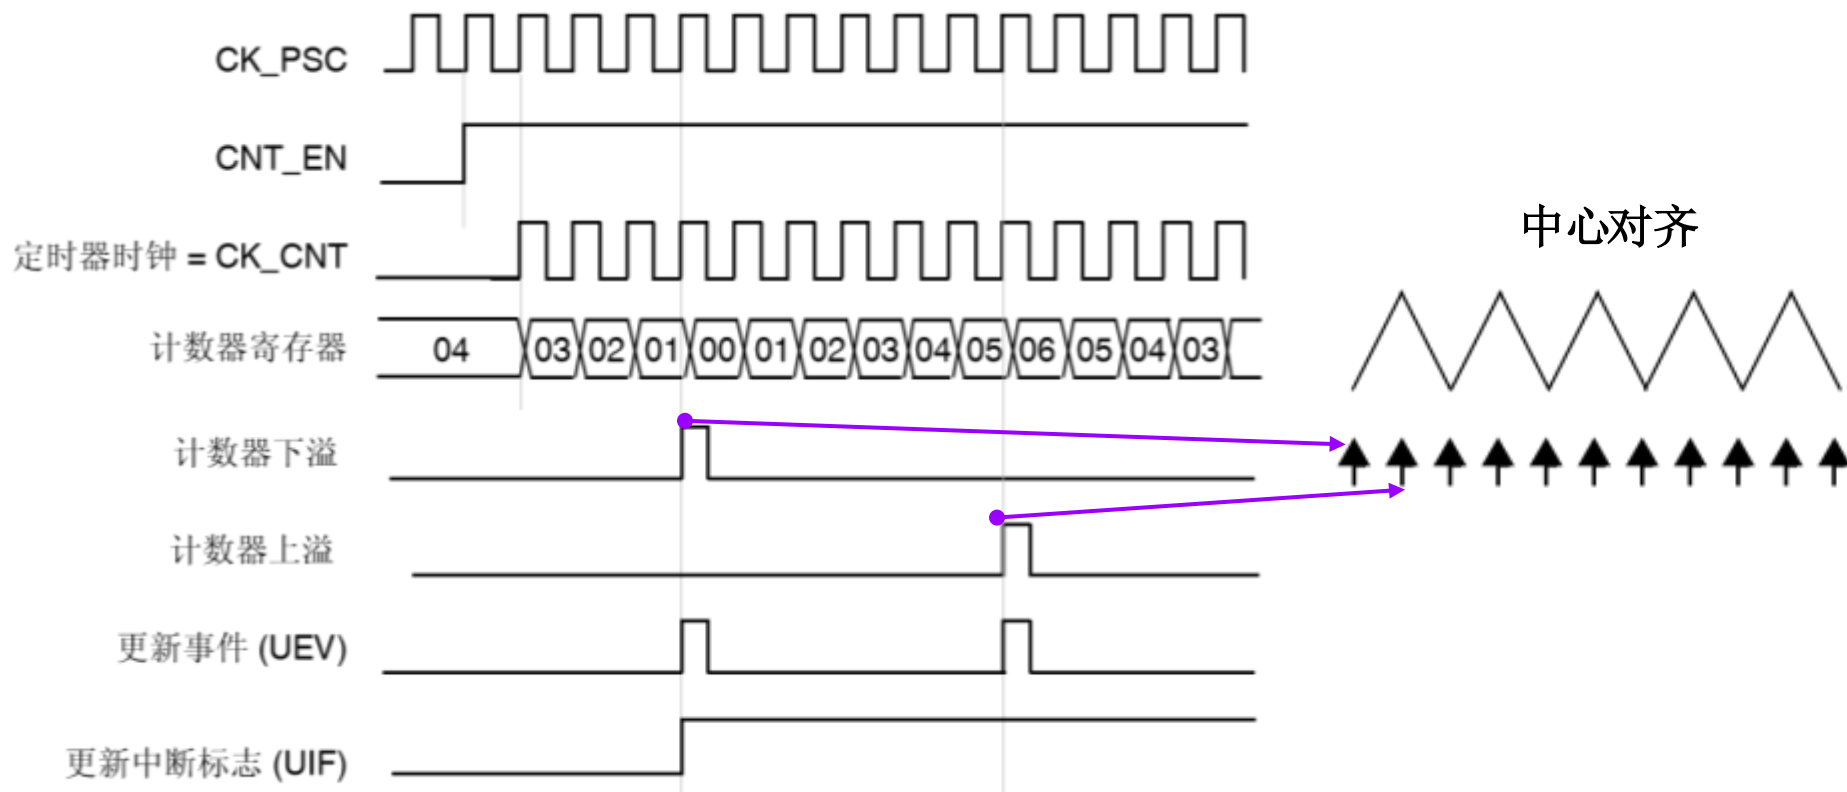 CK_PSC
CNT_EN
中心对齐
定时器时钟 = CK_CNT
计数器寄存器 04 03 02 01 00 01 02 03 04 05 06 05 04 03
计数器下溢
计数器上溢
更新事件 (UEV)
更新中断标志 (UIF)